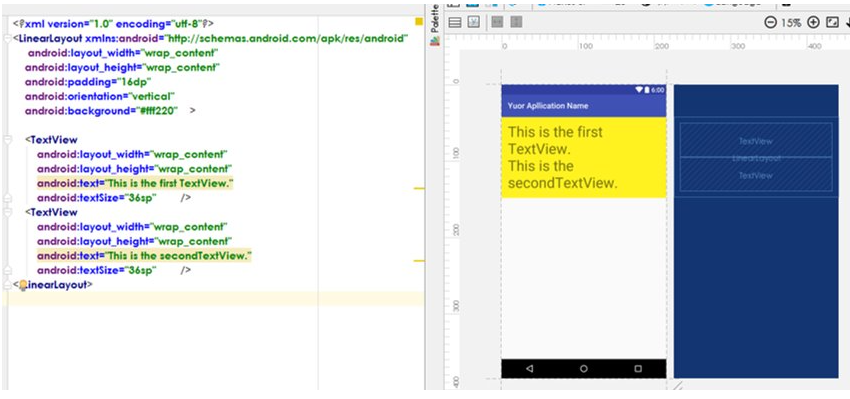 <?xml version="1.0" encoding="utf-8"?>
<LinearLayout xmlns:android="http://schemas.android.com/apk/res/android"
android:layout_width="wrap_content"
android:layout_height="wrap_content"
android:padding="16dp"
android:orientation="vertical"
android:background="#fff220" >
<TextView
android:layout_width="wrap_content"
android:layout_height="wrap_content"
android:text="This is the first TextView."
android:textSize="36sp" />
<TextView
android:layout_width="wrap_content"
android:layout_height="wrap_content"
android:text="This is the secondTextView."
android:textSize="36sp" />
</LinearLayout>
Palette
15%
0
200
400
0
100
200
300
400
6:00
Yuor Apllication Name
This is the first
TextView.
This is the
secondTextView.
TextView
LinearLayout
TextView